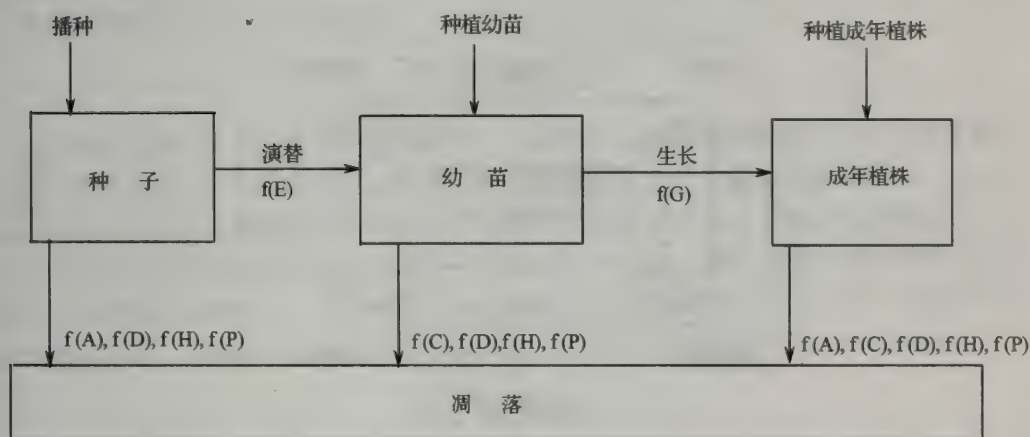 播种
种植幼苗
种植成年植株
种 子
演替
f(E)
幼 苗
生长
f(G)
成年植株
f(A), f(D), f(H), f(P)
f(C), f(D),f(H), f(P)
f(A), f(C), f(D), f(H), f(P)
凋 落